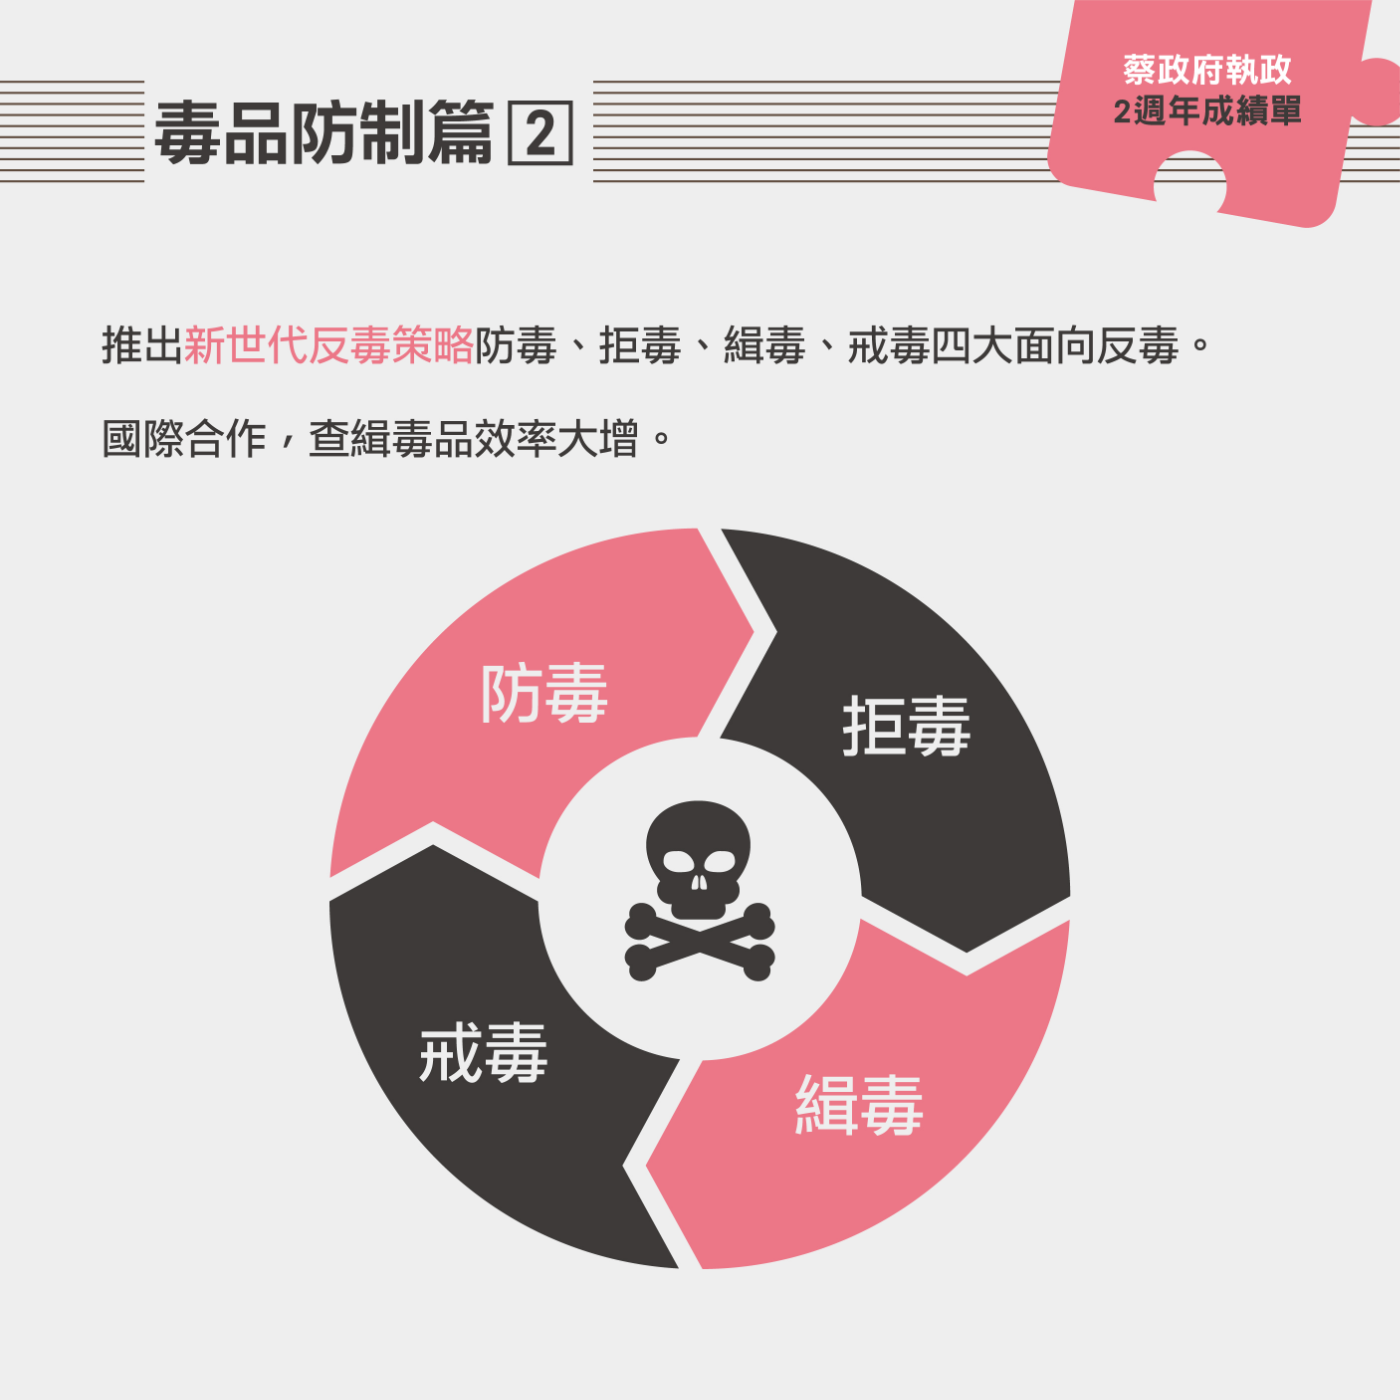 蔡政府執政
2週年成績單
毒品防制篇 2
推出新世代反毒策略防毒、拒毒、緝毒、戒毒四大面向反毒。
國際合作，查緝毒品效率大增。
防毒
拒毒
戒毒
緝毒